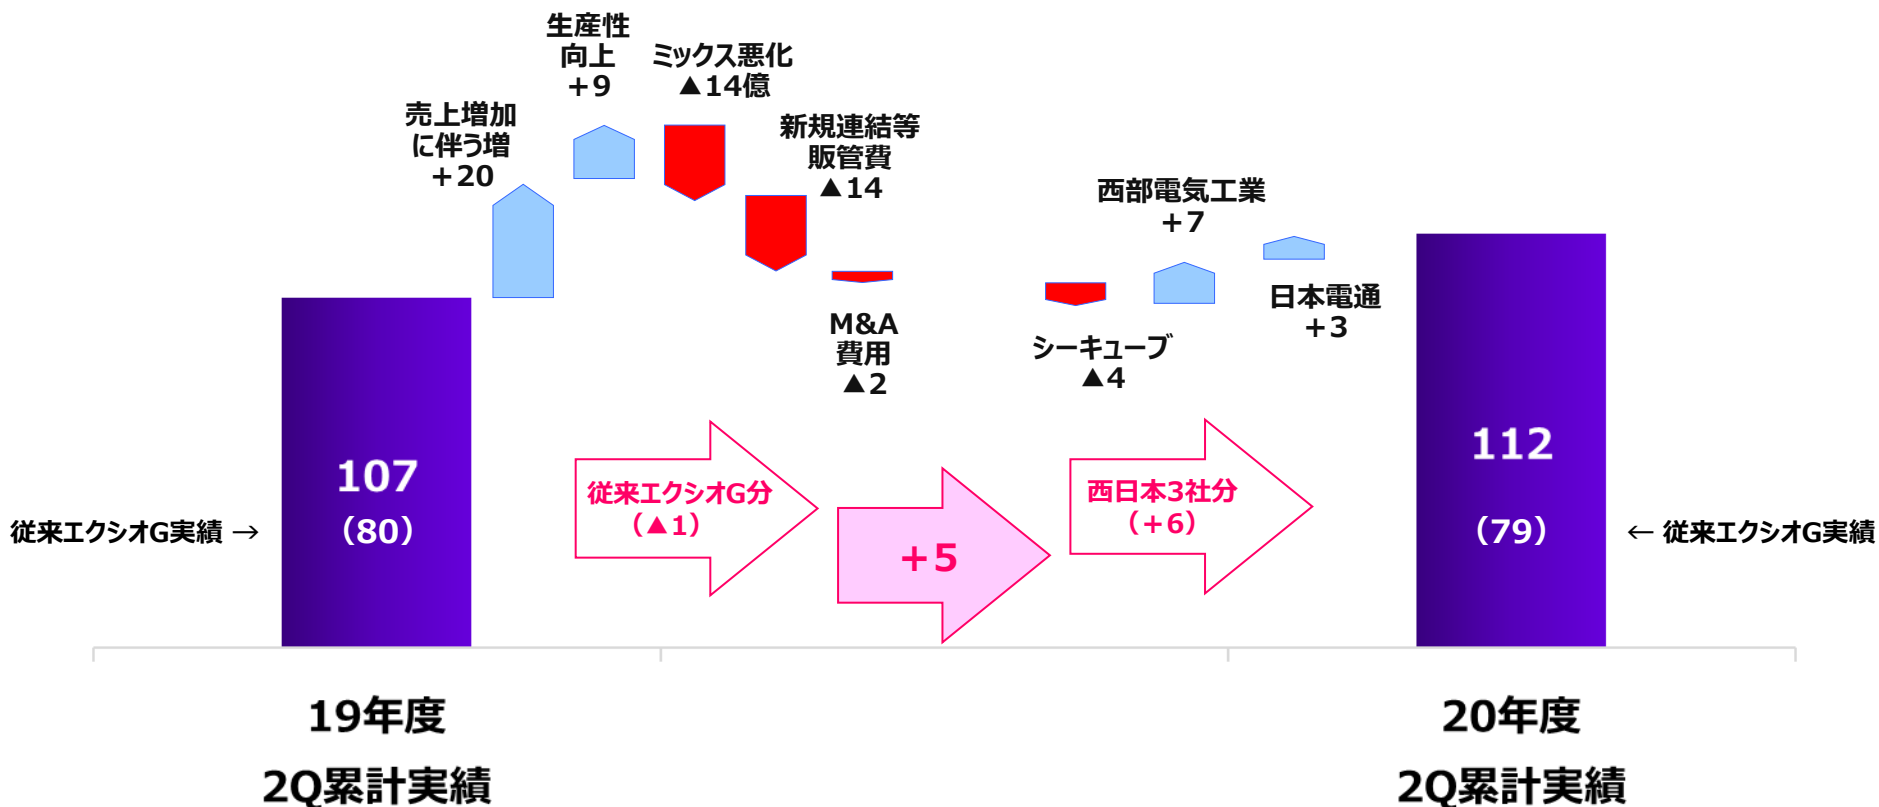 生産性
向上
+9
ミックス悪化
▲14億
売上増加
に伴う増
+20
新規連結等
販管費
▲14
西部電気工業
+7
M&A
費用
▲2
シーキューブ
▲4
日本電通
+3
107
(80)
従来エクシオG実績 →
従来エクシオG分
(▲1)
+5
西日本3社分
(+6)
112
(79)
← 従来エクシオG実績
19年度
2Q累計実績
20年度
2Q累計実績